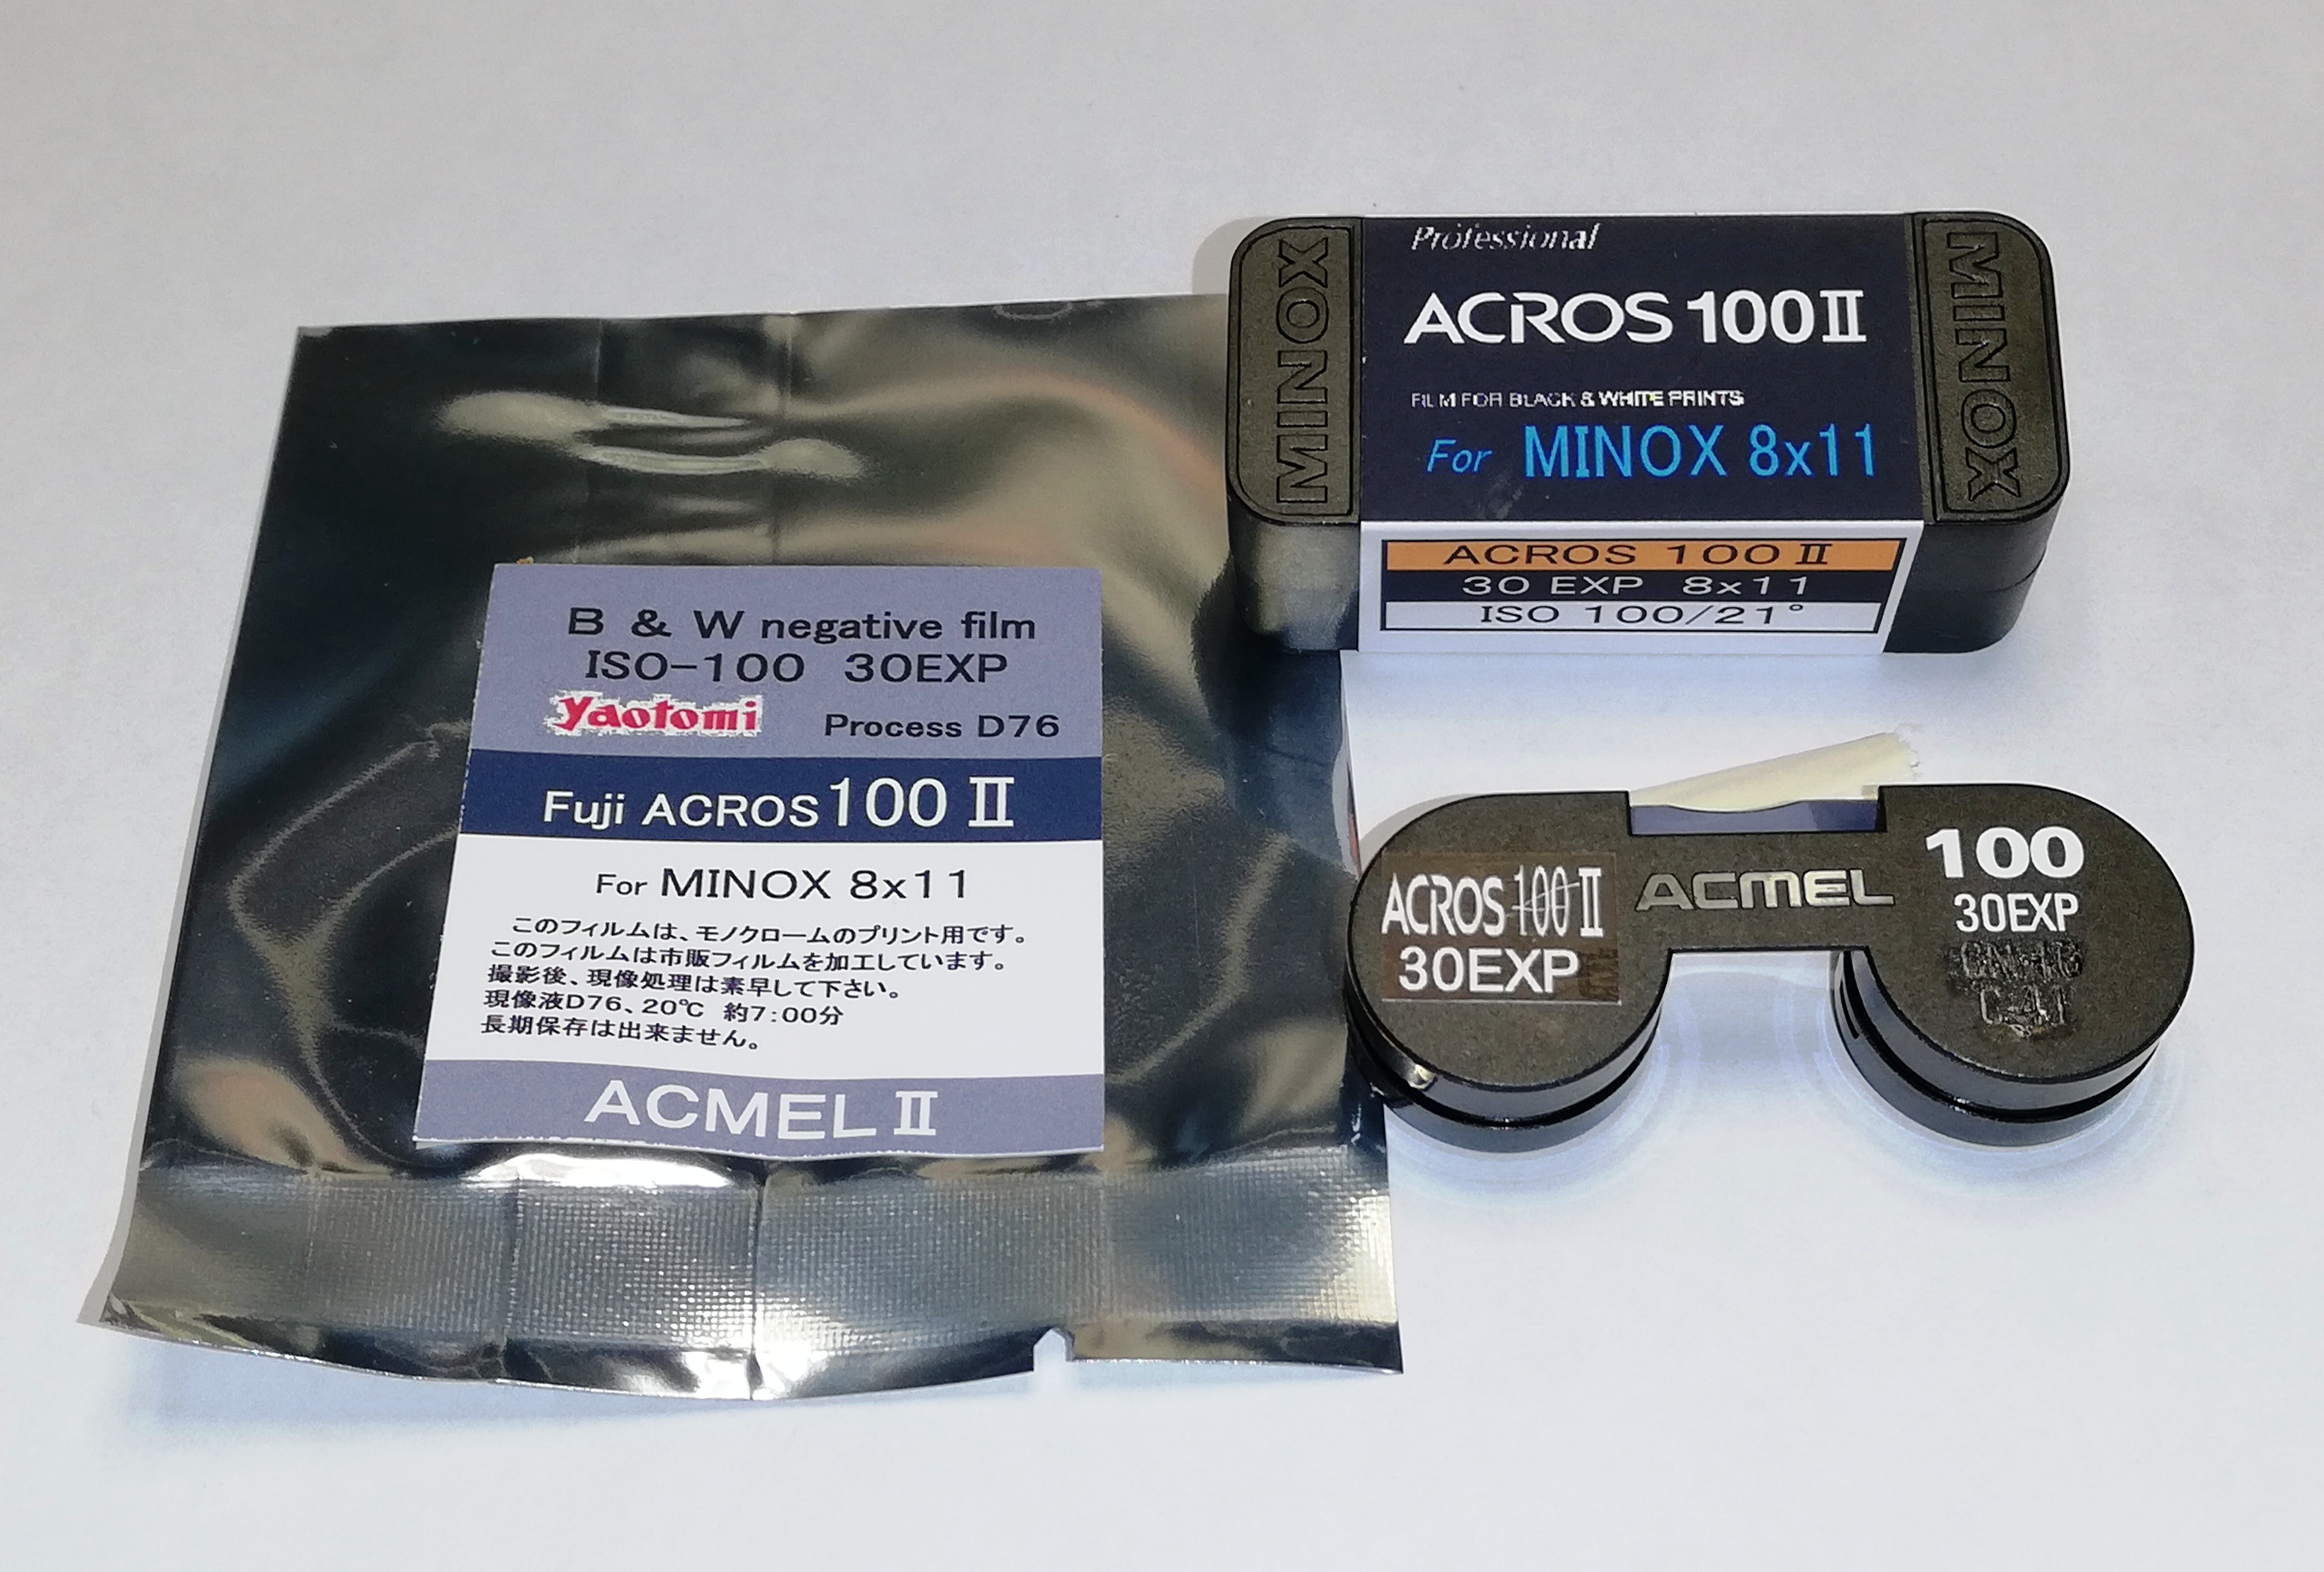 B & W negative film
ISO-100 30EXP
yaotomi Process D76
Fuji ACROS 100 II
For MINOX 8x11
このフィルムは、モノクロームのプリント用です。
このフィルムは市販フィルムを加工しています。
撮影後、現像処理は素早して下さい。
現像液D76、20℃ 約7:00分
長期保存は出来ません。
ACMEL II
MINOX
Professional
ACROS 100 II
FILM FOR BLACK & WHITE PRINTS
For MINOX 8x11
MINOX
ACROS 100 II
30 EXP 8x11
ISO 100/21°
ACROS 100 II
30EXP
ACMEL
100
30EXP